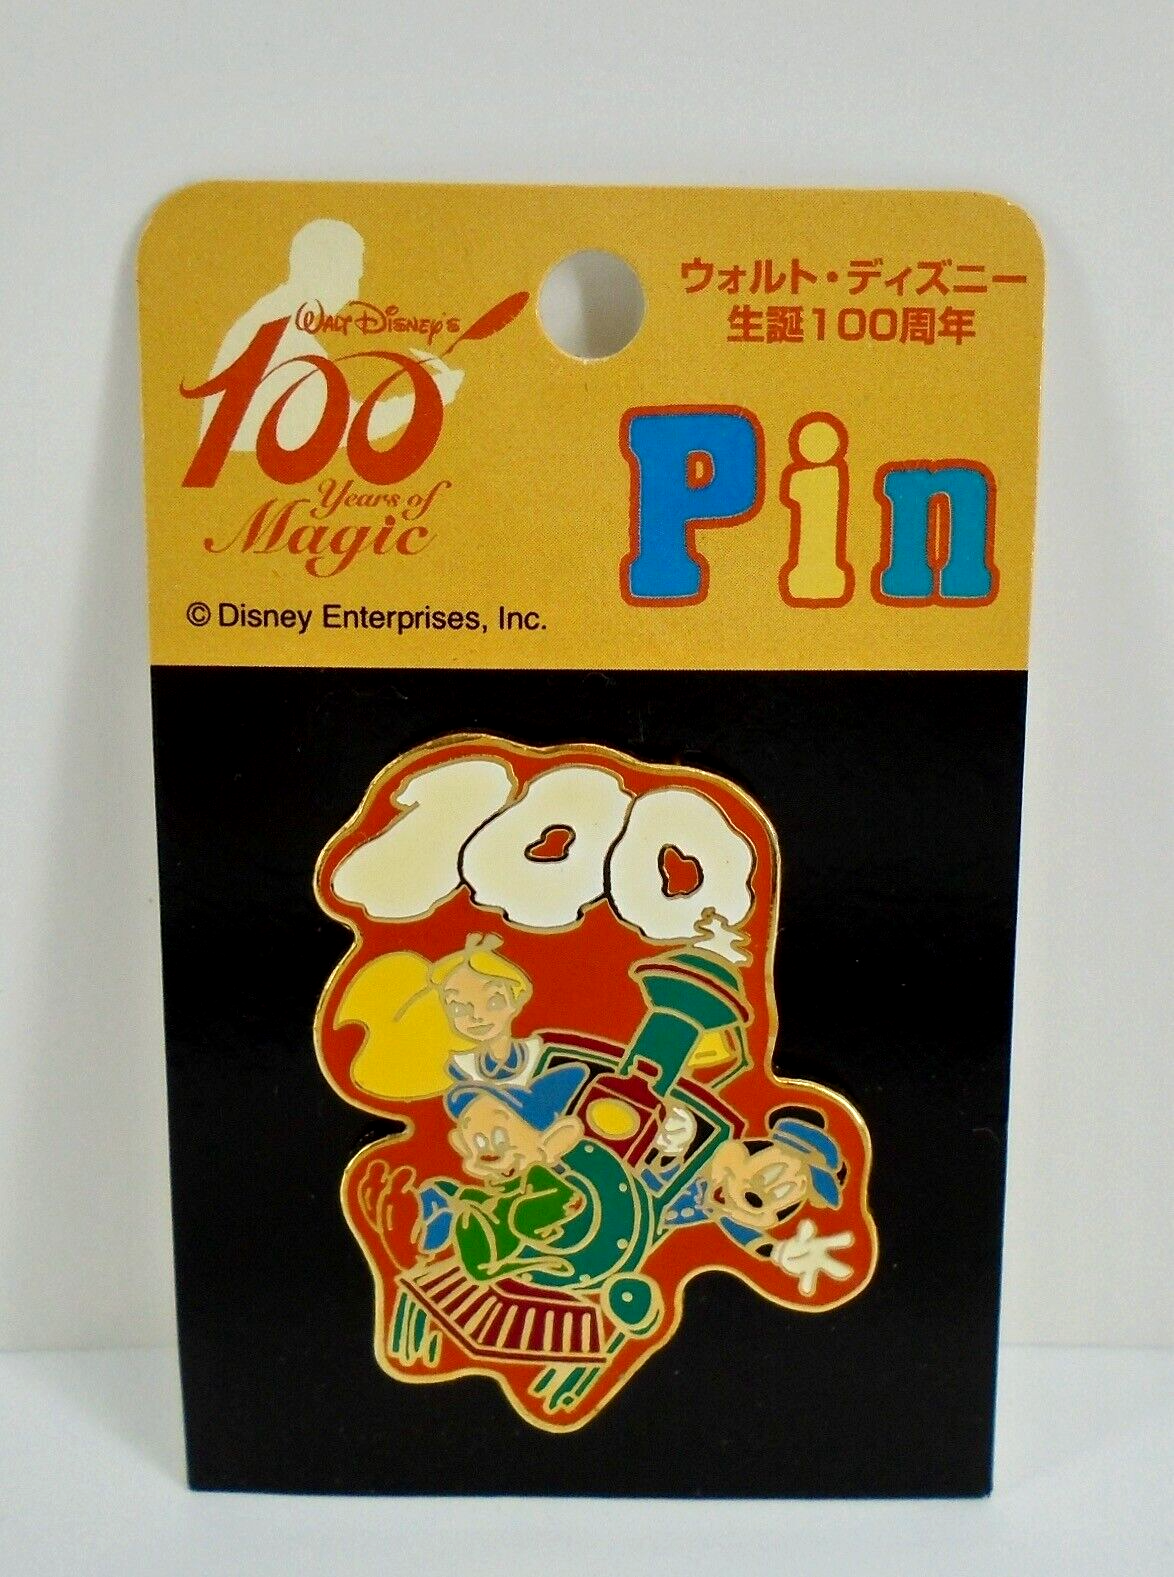 WALT DISNEY'S
100
Years of
Magic
© Disney Enterprises, Inc.
ウォルト・ディズニー
生誕100周年
Pin
100